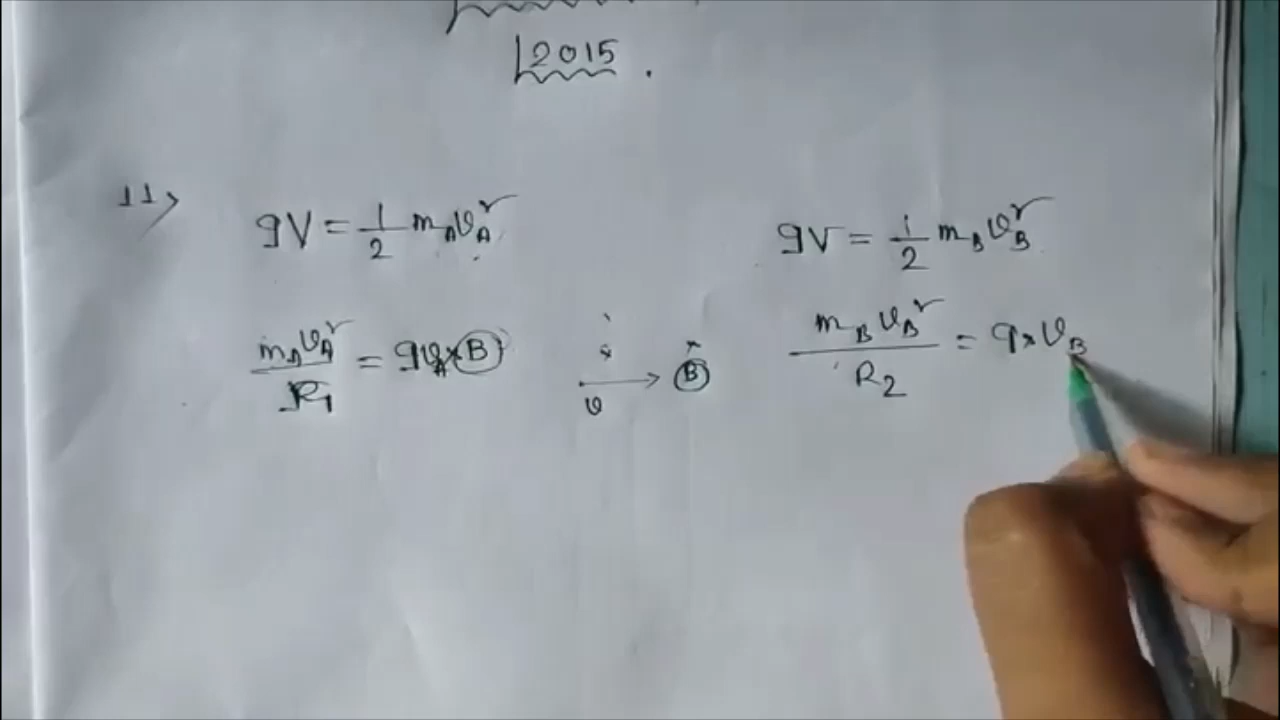 2015.
11>
qV = 1/2 m_A v_A^2
qV = 1/2 m_B v_B^2
m_A v_A^2 / R_1 = q v_A × B
v → B
m_B v_B^2 / R_2 = q × v_B